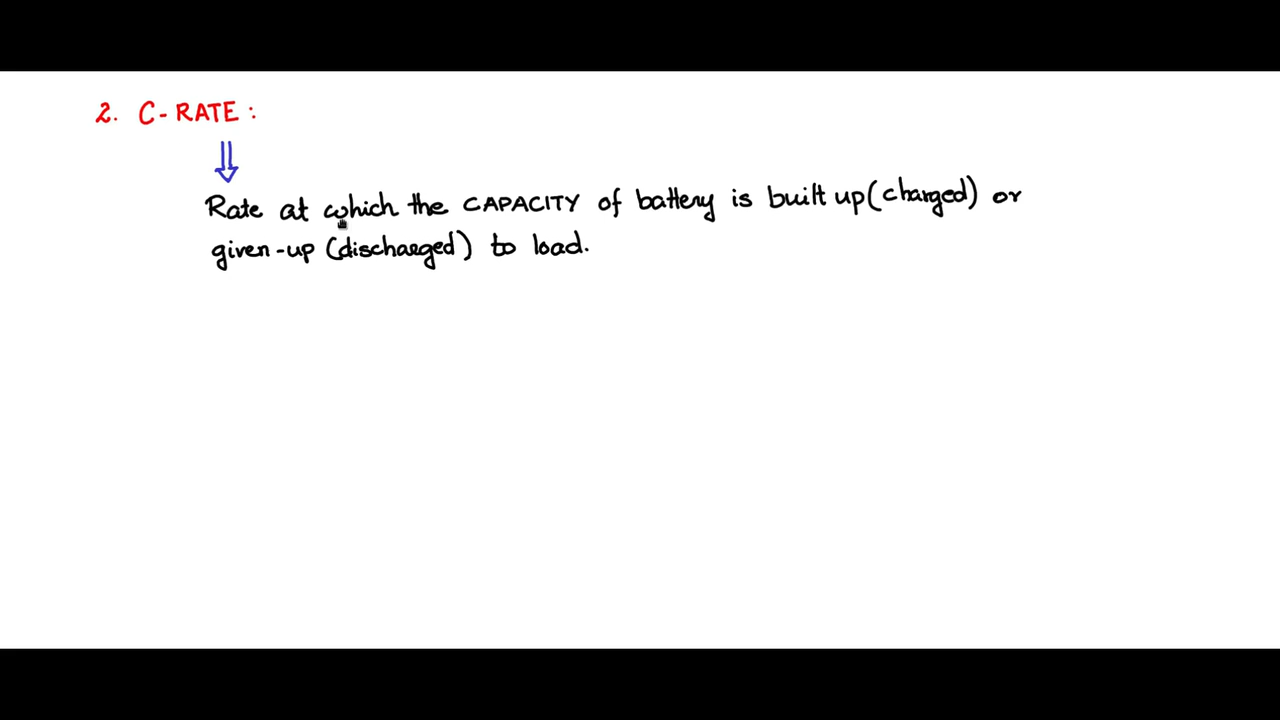 2. C-RATE :
Rate at which the CAPACITY of battery is built up (charged) or
given-up (discharged) to load.